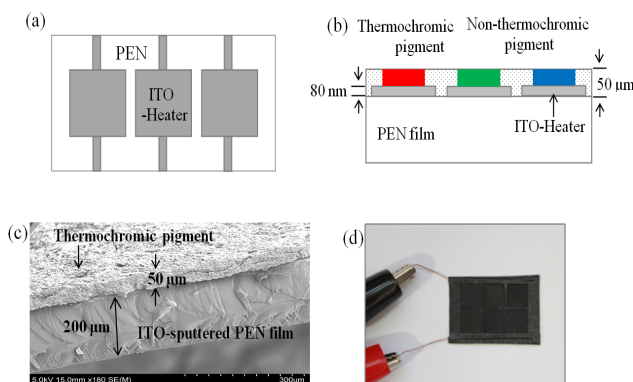 (a)
PEN
ITO
-Heater
(b)
Thermochromic
pigment
Non-thermochromic
pigment
80 nm
50 μm
PEN film
ITO-Heater
(c)
Thermochromic pigment
50 μm
200 μm
ITO-sputtered PEN film
5.0kV 15.0mm x180 SE(M)
300um
(d)